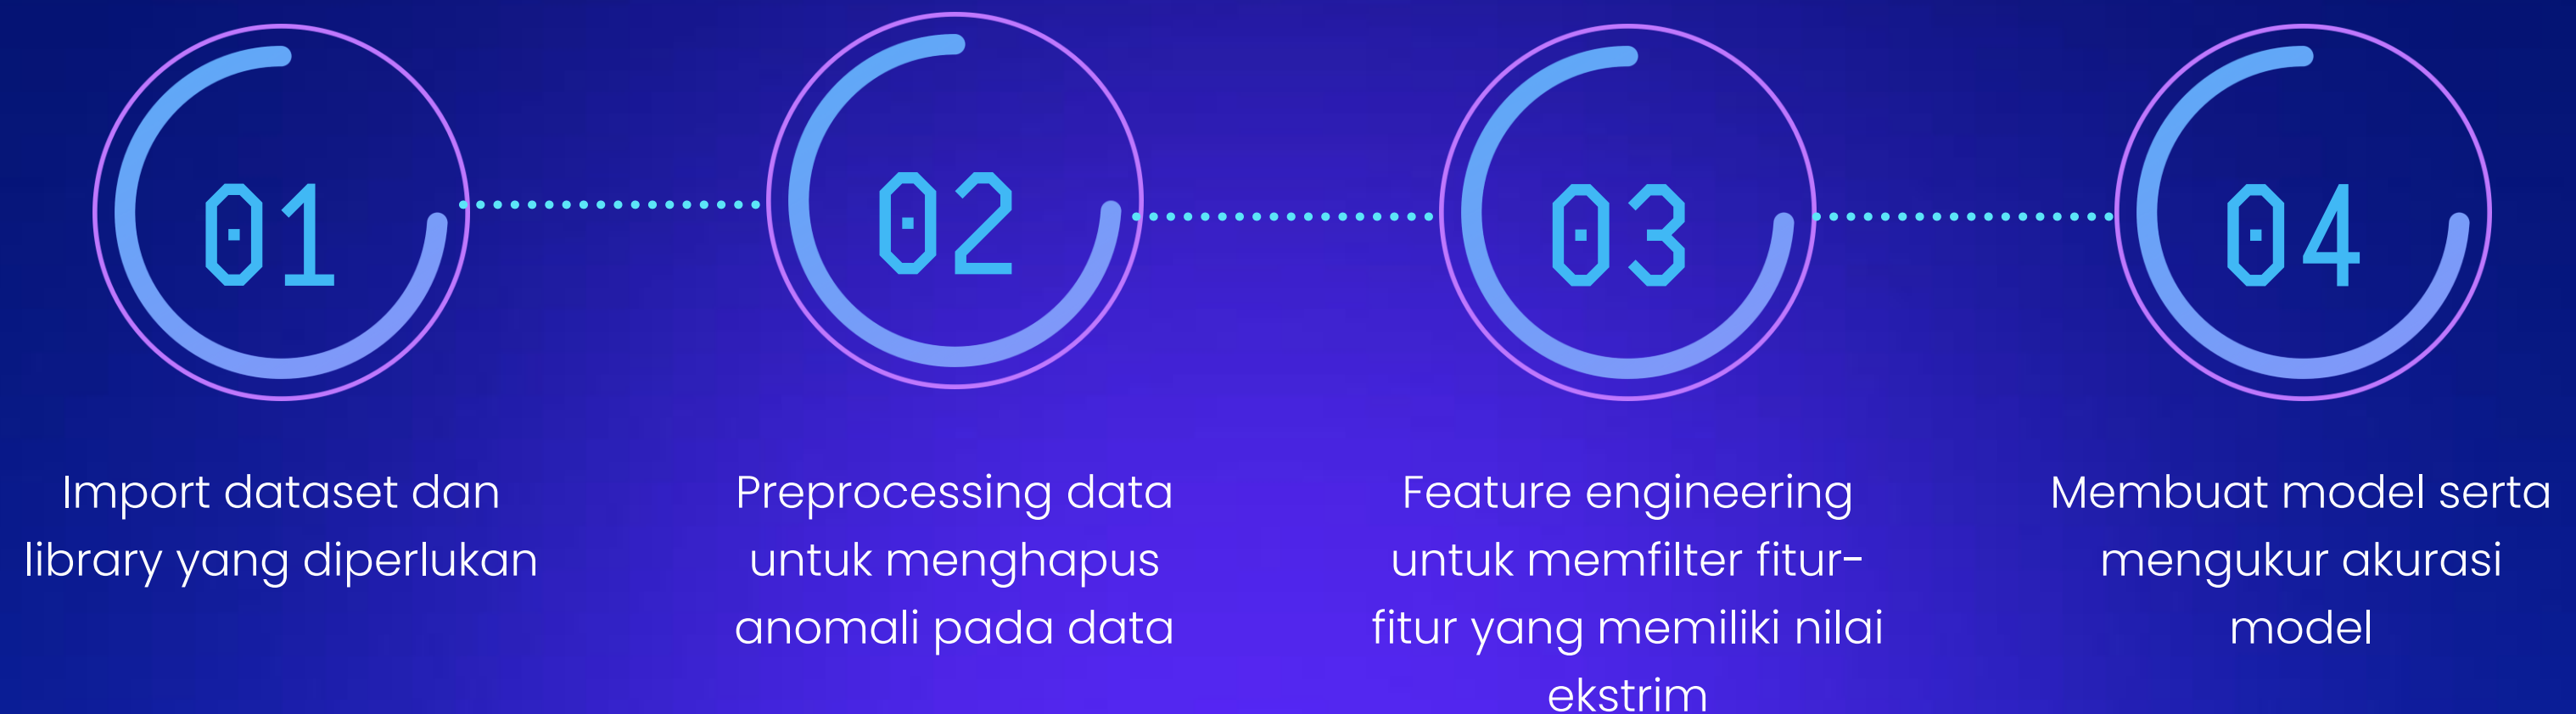 01
Import dataset dan
library yang diperlukan
02
Preprocessing data
untuk menghapus
anomali pada data
03
Feature engineering
untuk memfilter fitur-
fitur yang memiliki nilai
ekstrim
04
Membuat model serta
mengukur akurasi
model